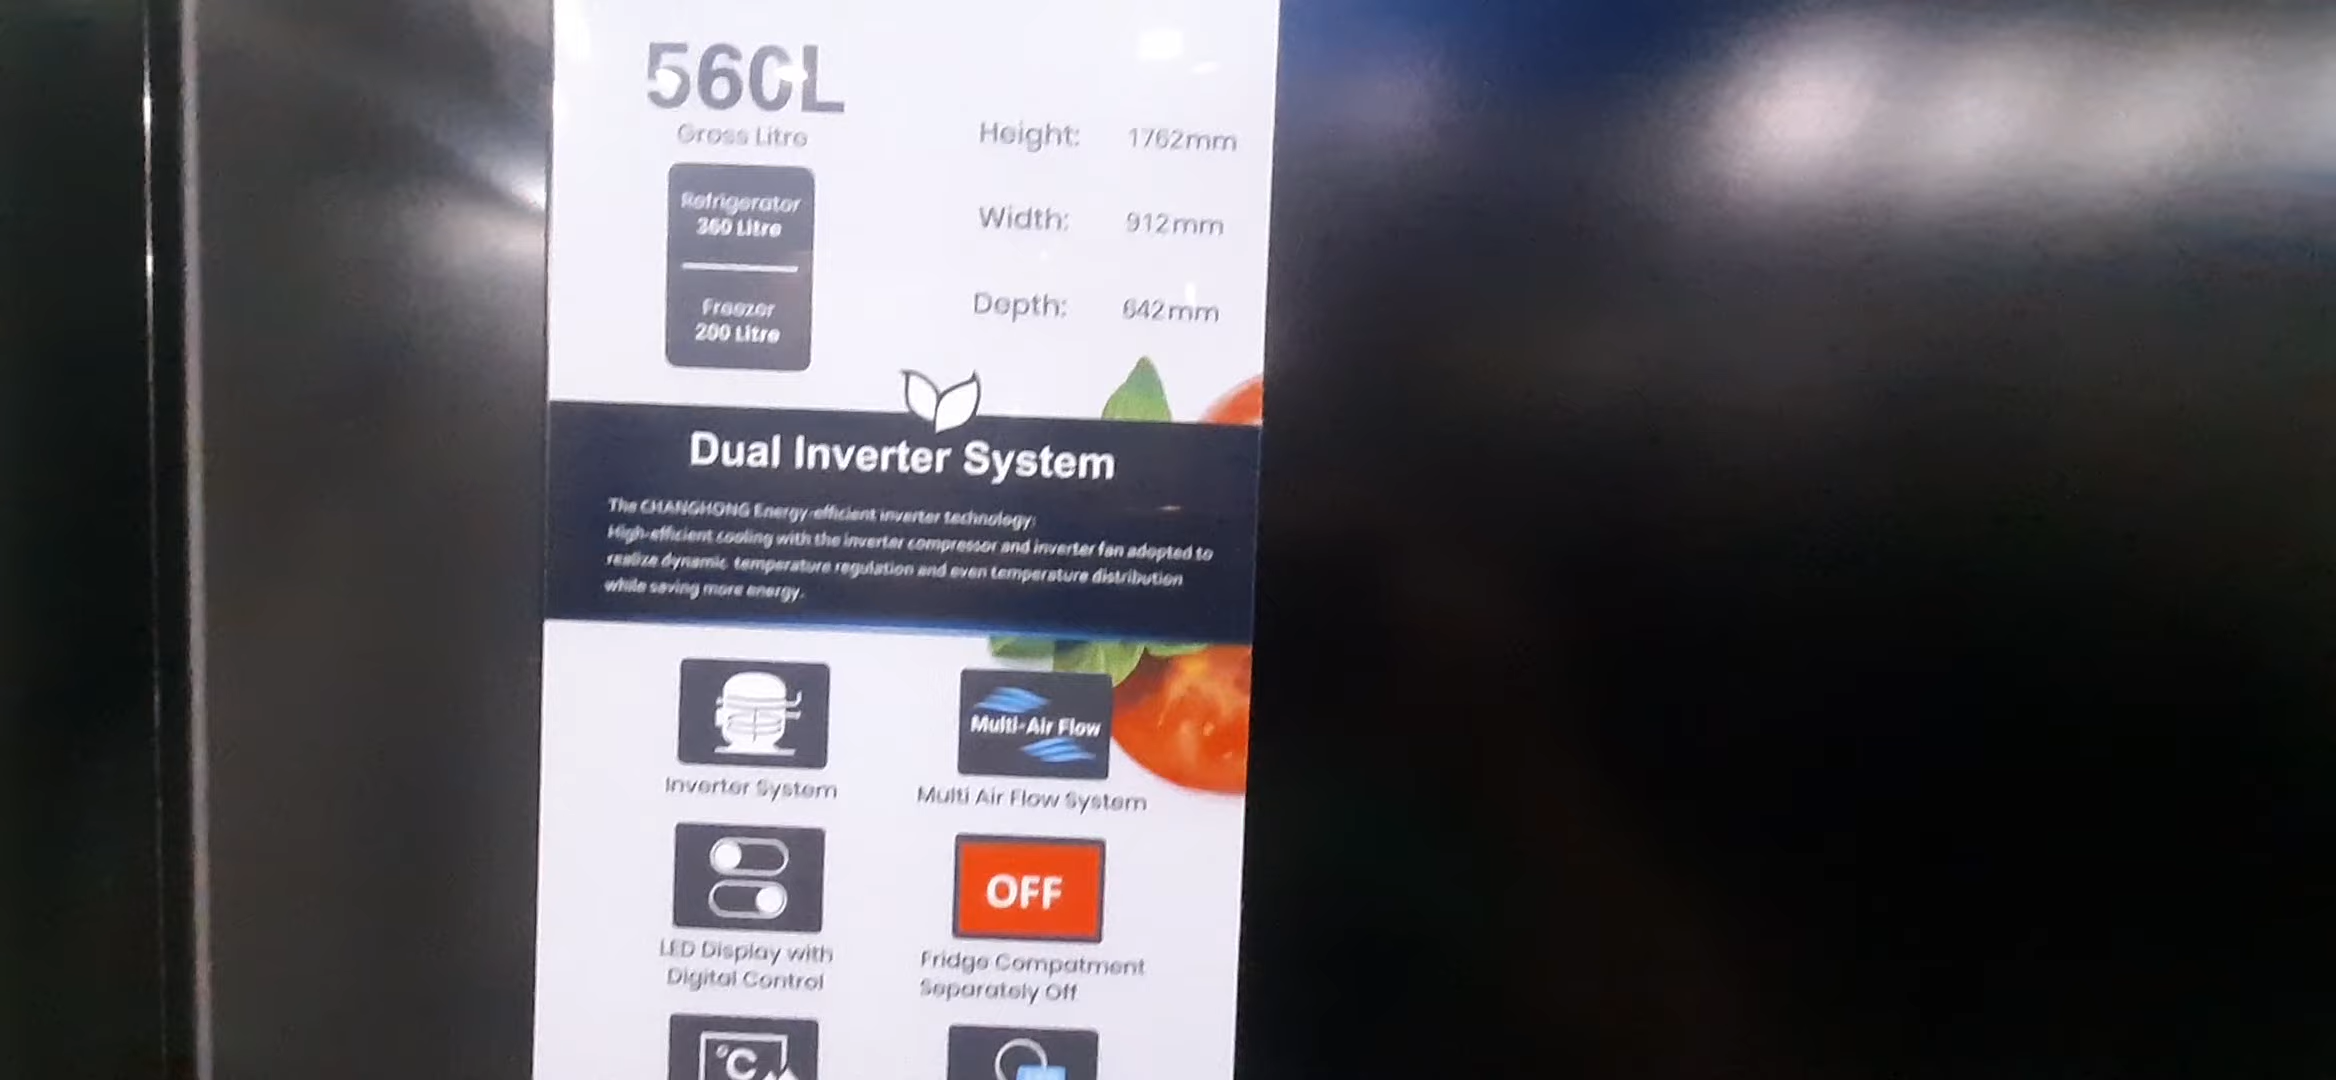 560L
Gross Litre
Refrigerator
360 Litre
Freezer
200 Litre
Height: 1762mm
Width: 912mm
Depth: 642mm
Dual Inverter System
The CHANGHONG Energy-efficient inverter technology:
High-efficient cooling with the inverter compressor and inverter fan adopted to
realize dynamic temperature regulation and even temperature distribution
while saving more energy.
Multi-Air Flow
Inverter System
Multi Air Flow System
OFF
LED Display with
Digital Control
Fridge Compatment
Separately Off
°C